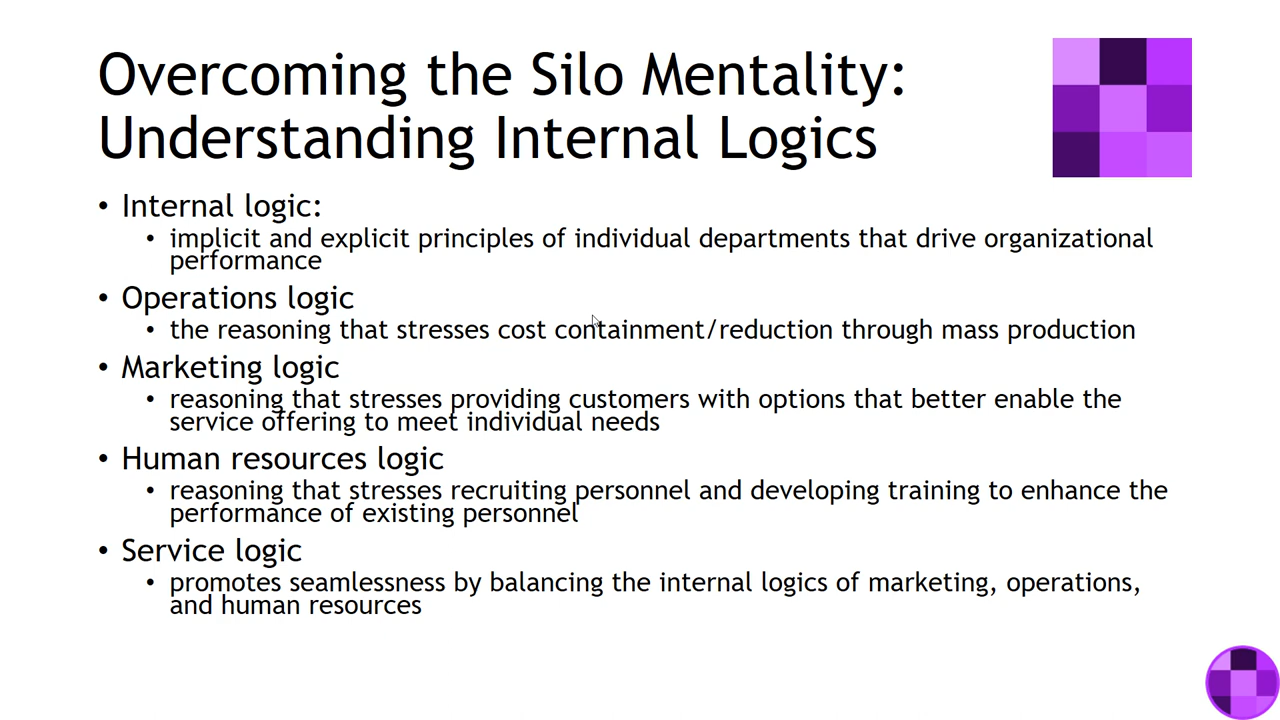 Overcoming the Silo Mentality:
Understanding Internal Logics
• Internal logic:
• implicit and explicit principles of individual departments that drive organizational
performance
• Operations logic
• the reasoning that stresses cost containment/reduction through mass production
• Marketing logic
• reasoning that stresses providing customers with options that better enable the
service offering to meet individual needs
• Human resources logic
• reasoning that stresses recruiting personnel and developing training to enhance the
performance of existing personnel
• Service logic
• promotes seamlessness by balancing the internal logics of marketing, operations,
and human resources